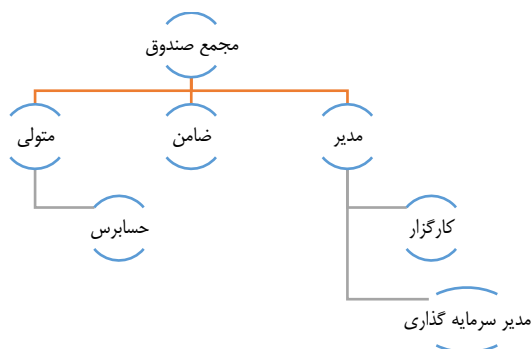 مجمع صندوق
مدیر
ضامن
متولی
کارگزار
حسابرس
مدیر سرمایه گذاری